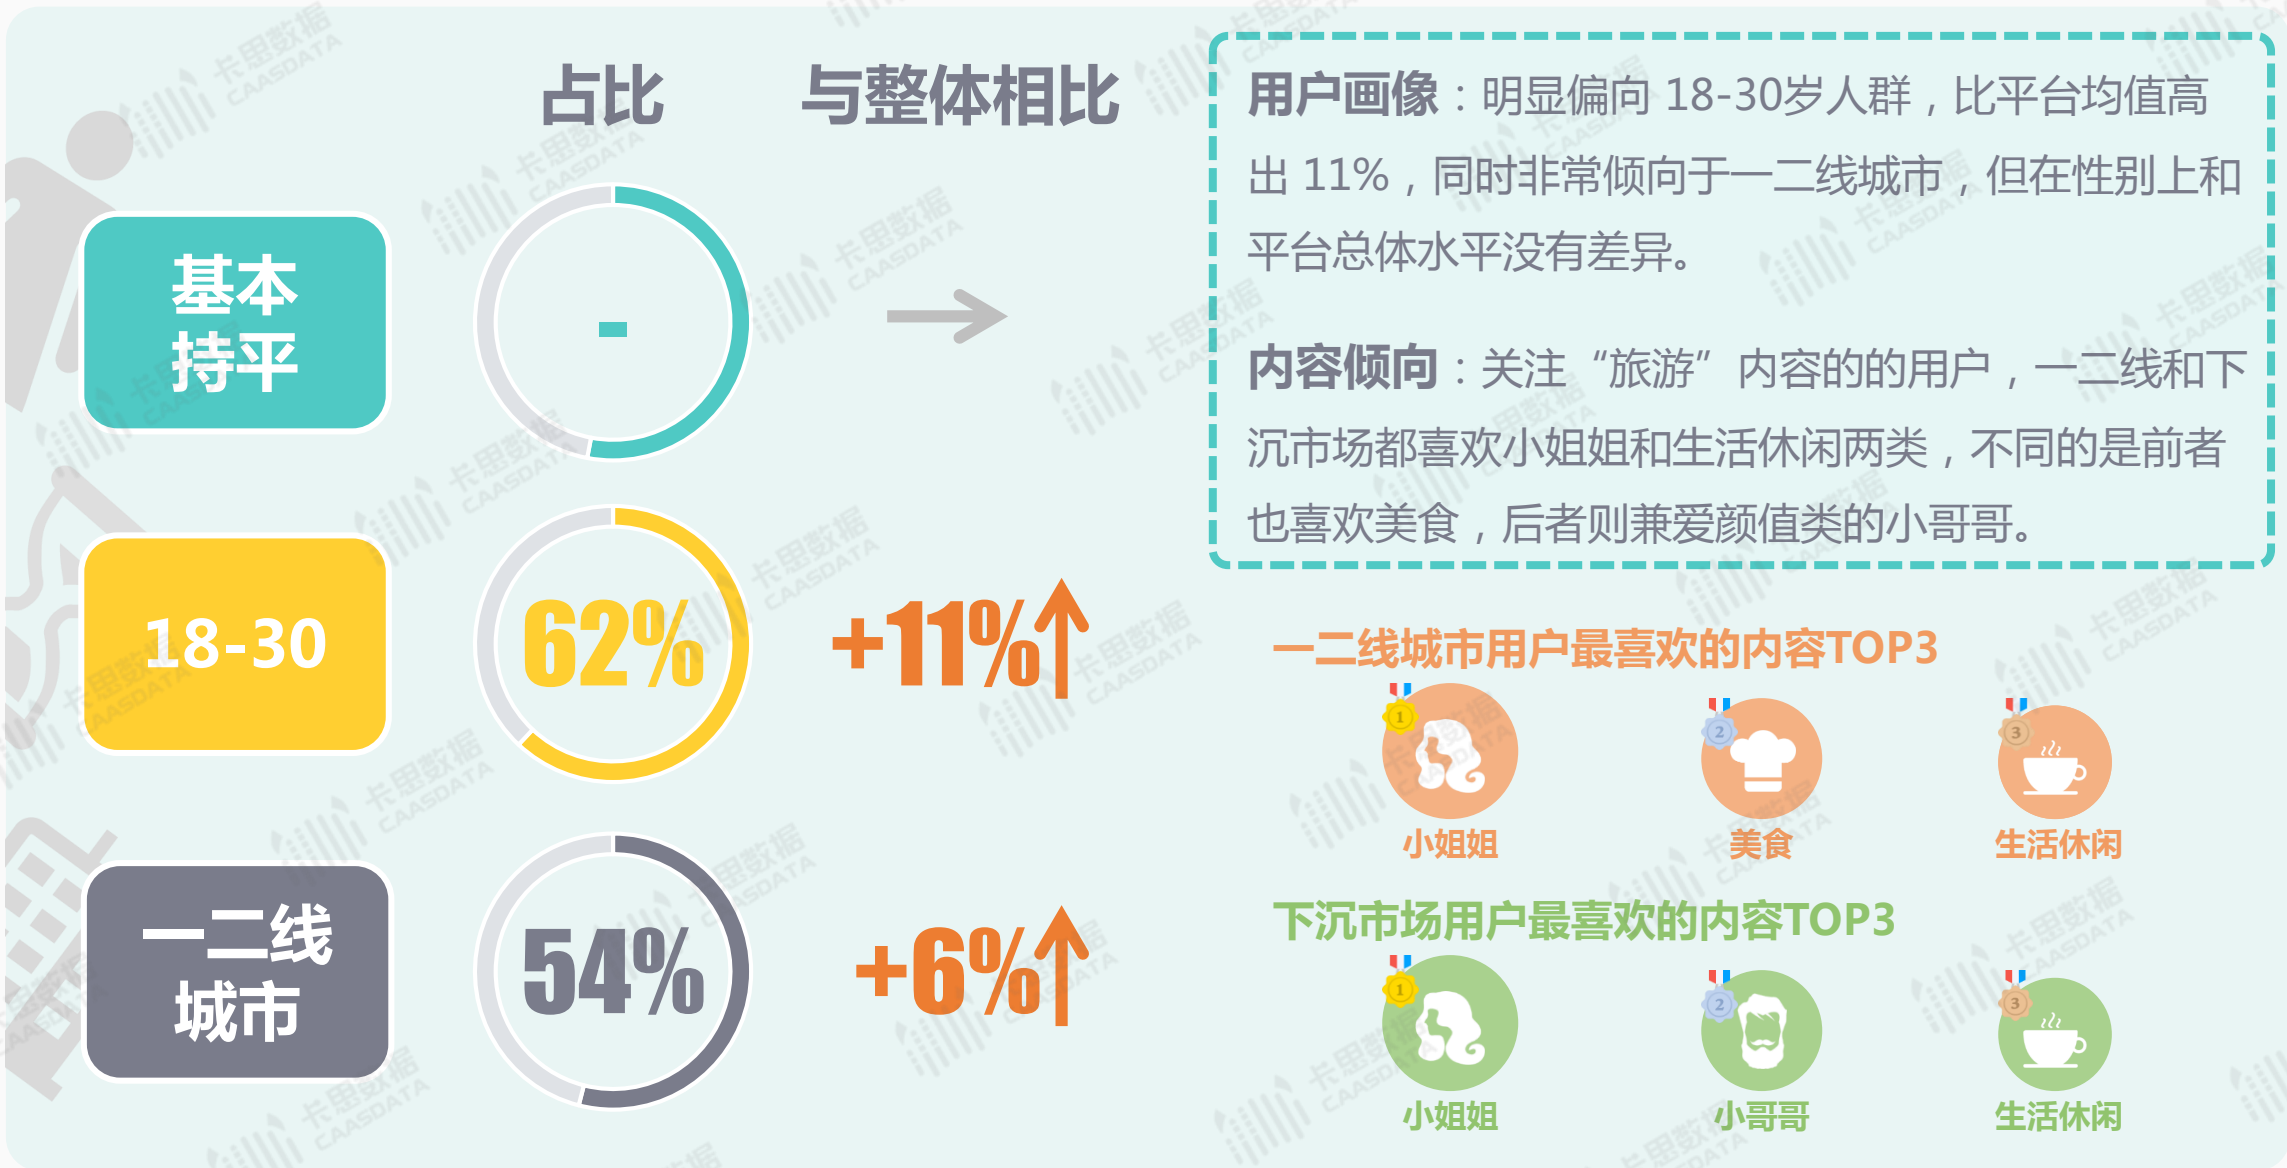 占比 与整体相比
基本
持平
-
18-30
62%
+11%
一二线
城市
54%
+6%
用户画像：明显偏向 18-30岁人群，比平台均值高
出 11%，同时非常倾向于一二线城市，但在性别上和
平台总体水平没有差异。
内容倾向：关注“旅游”内容的的用户，一二线和下
沉市场都喜欢小姐姐和生活休闲两类，不同的是前者
也喜欢美食，后者则兼爱颜值类的小哥哥。
一二线城市用户最喜欢的内容TOP3
1 2 3
小姐姐 美食 生活休闲
下沉市场用户最喜欢的内容TOP3
1 2 3
小姐姐 小哥哥 生活休闲
卡思数据
CAASDATA